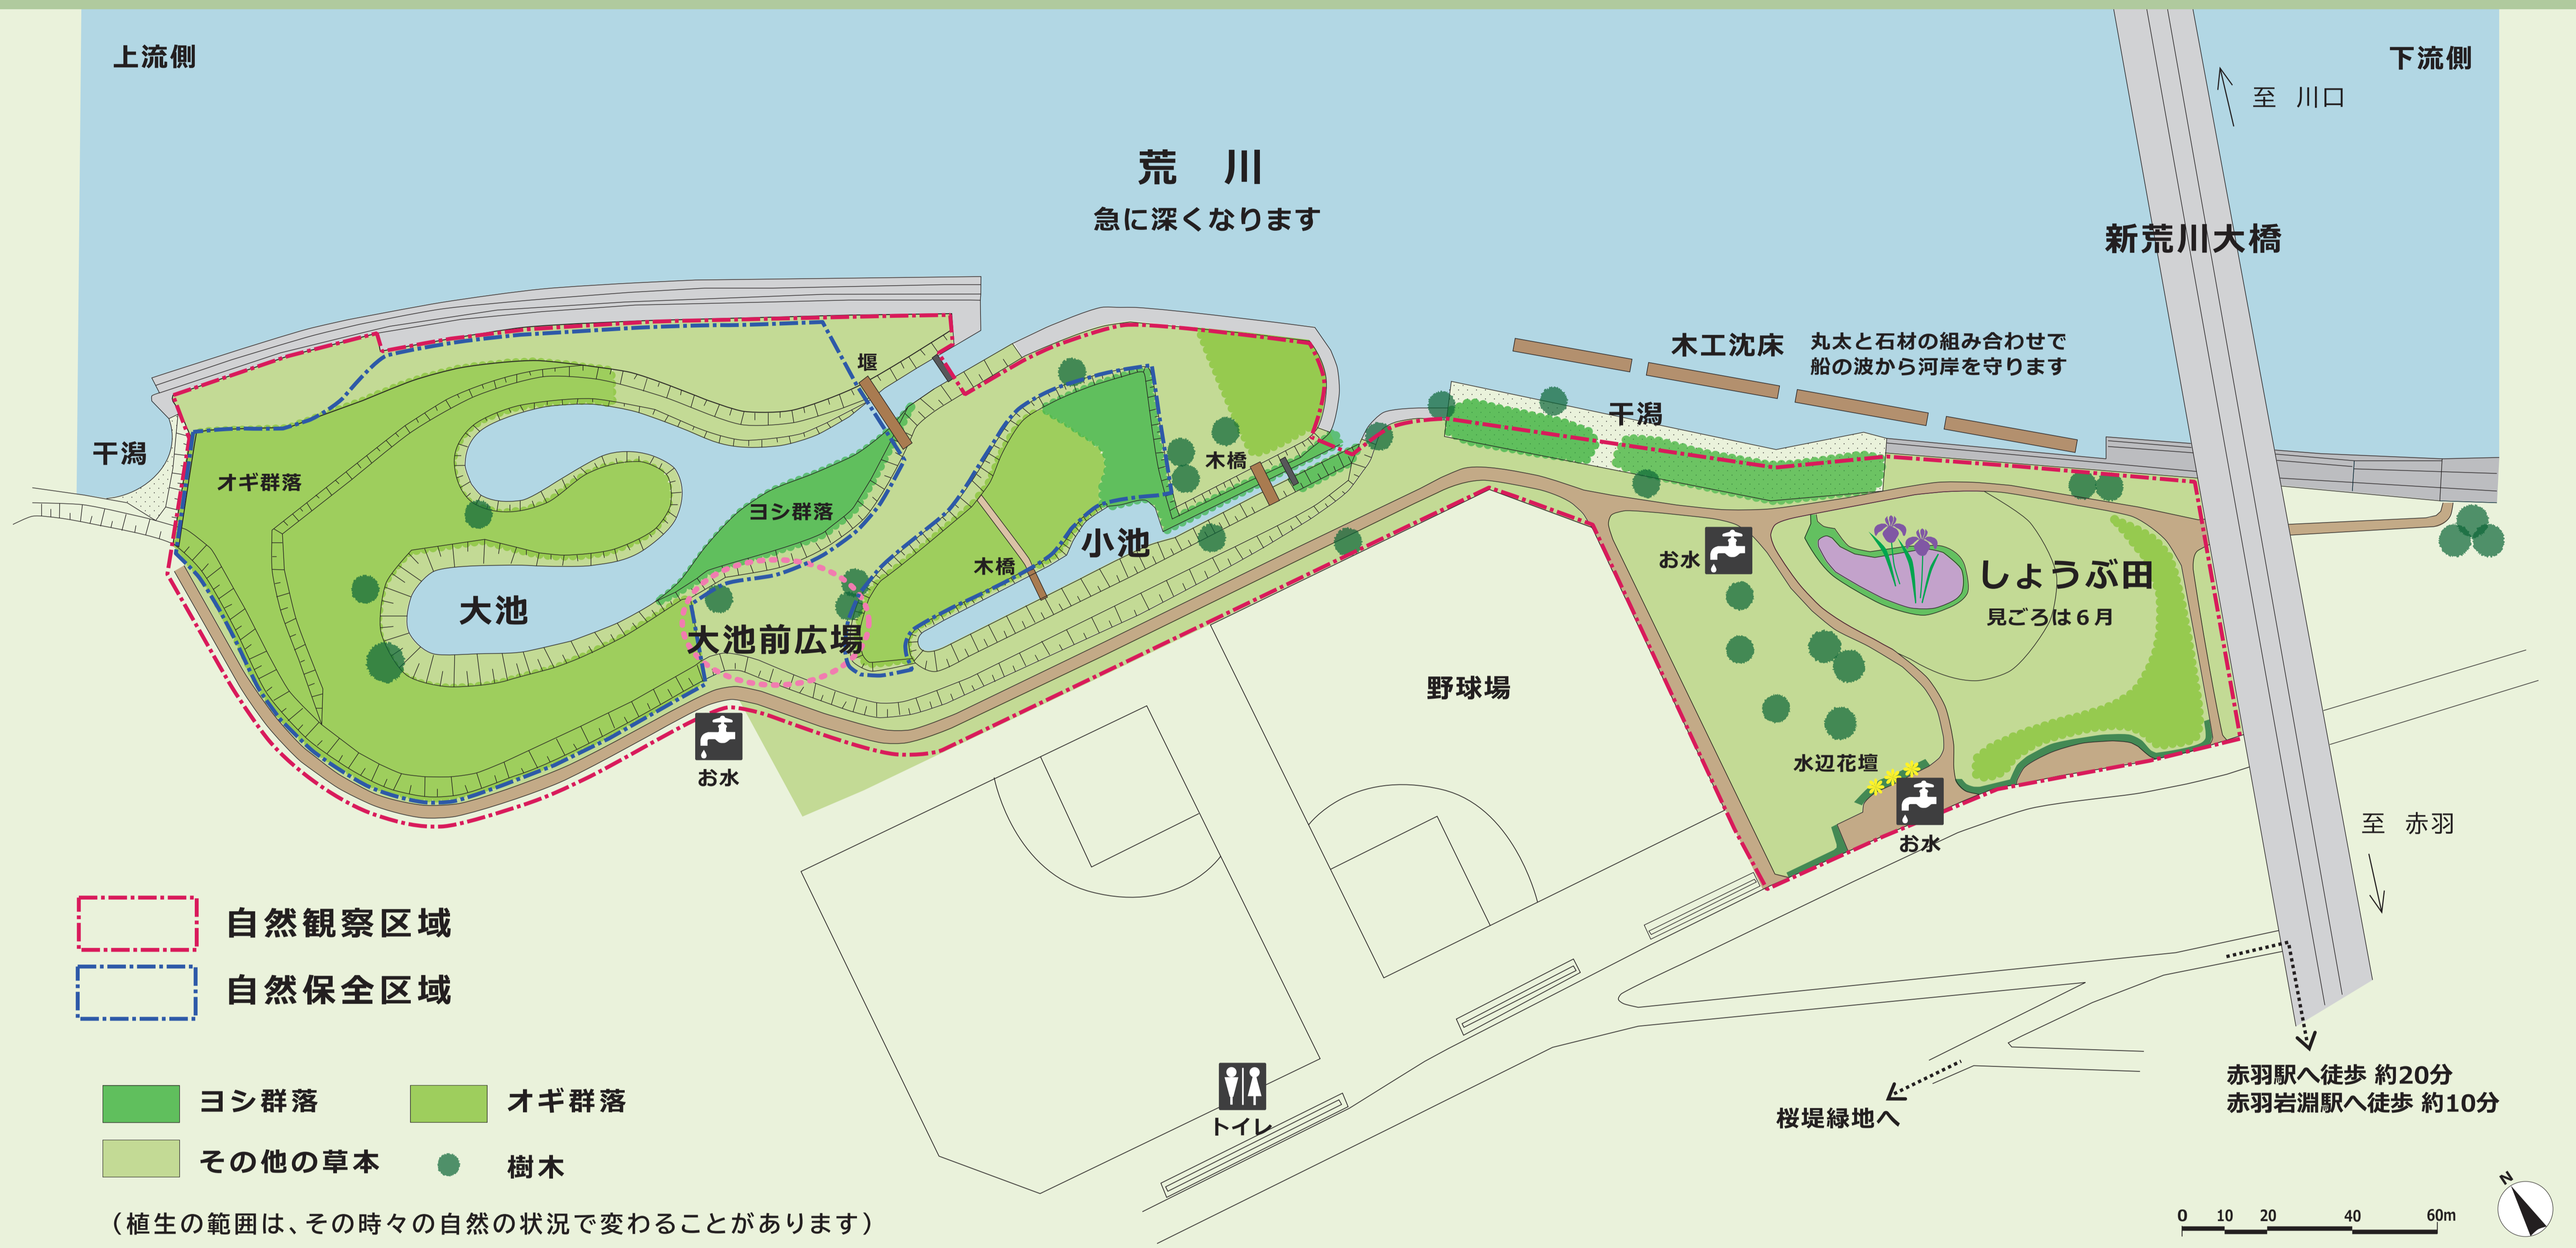 上流側
下流側
至 川口
荒 川
急に深くなります
新荒川大橋
木工沈床
丸太と石材の組み合わせで
船の波から河岸を守ります
堰
干潟
干潟
オギ群落
木橋
ヨシ群落
小池
木橋
お水
しょうぶ田
見ごろは6月
大池
大池前広場
野球場
お水
水辺花壇
お水
至 赤羽
自然観察区域
自然保全区域
ヨシ群落
オギ群落
その他の草本
樹木
(植生の範囲は、その時々の自然の状況で変わることがあります)
トイレ
桜堤緑地へ
赤羽駅へ徒歩 約20分
赤羽岩淵駅へ徒歩 約10分
N
0 10 20 40 60m